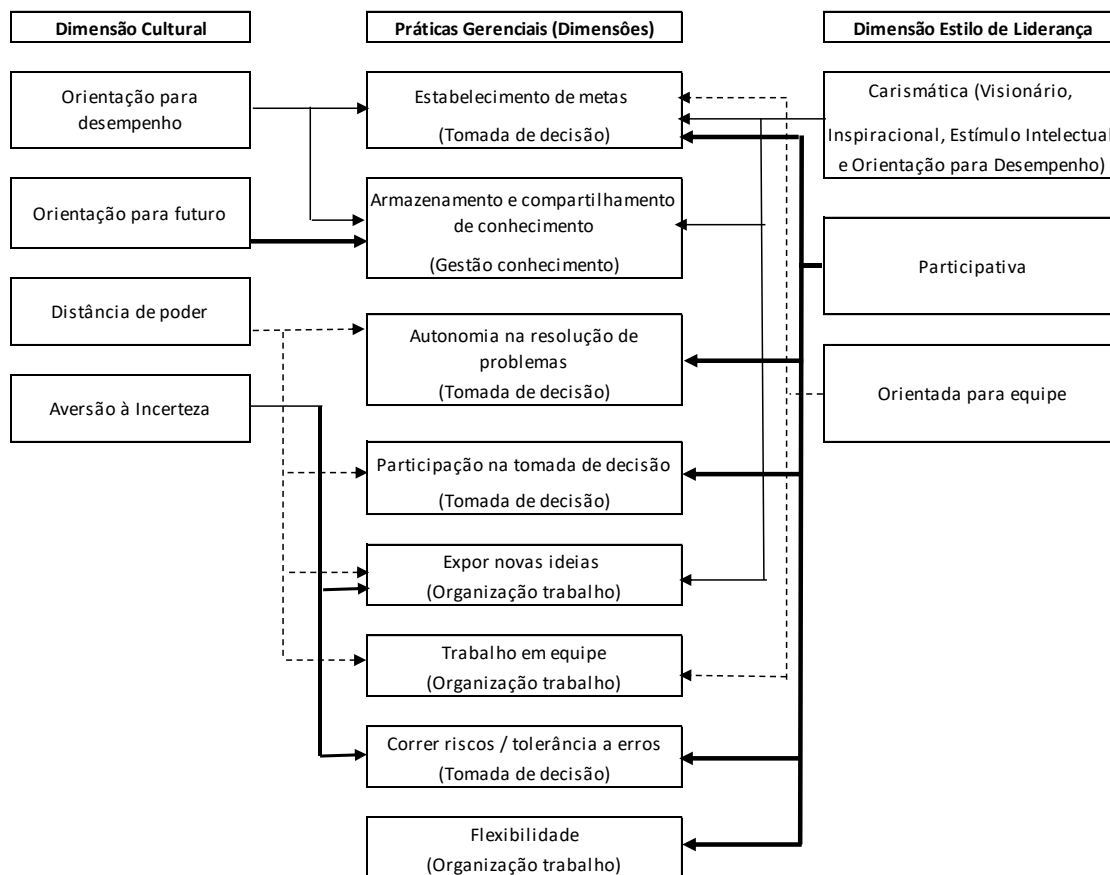 Dimensão Cultural
Orientação para
desempenho
Orientação para futuro
Distância de poder
Aversão à Incerteza
Práticas Gerenciais (Dimensôes)
Estabelecimento de metas
(Tomada de decisão)
Armazenamento e compartilhamento
de conhecimento
(Gestão conhecimento)
Autonomia na resolução de
problemas
(Tomada de decisão)
Participação na tomada de decisão
(Tomada de decisão)
Expor novas ideias
(Organização trabalho)
Trabalho em equipe
(Organização trabalho)
Correr riscos / tolerância a erros
(Tomada de decisão)
Flexibilidade
(Organização trabalho)
Dimensão Estilo de Liderança
Carismática (Visionário,
Inspiracional, Estímulo Intelectual
e Orientação para Desempenho)
Participativa
Orientada para equipe